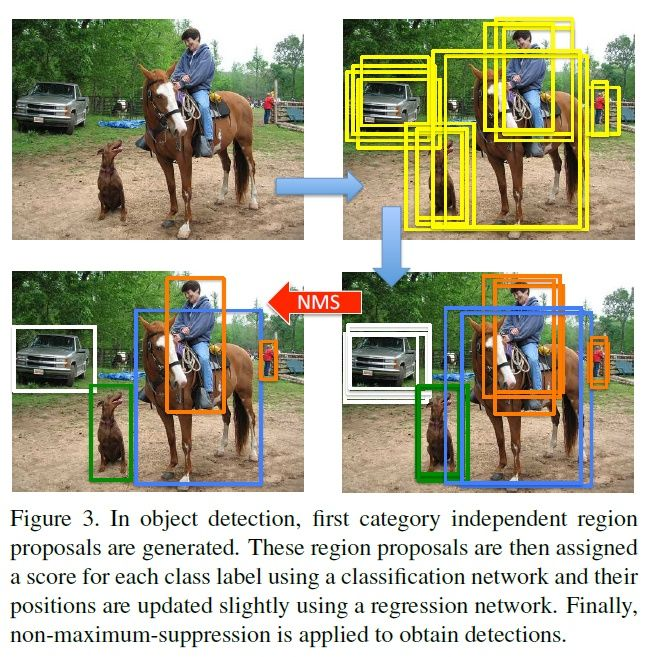 NMS
Figure 3. In object detection, first category independent region
proposals are generated. These region proposals are then assigned
a score for each class label using a classification network and their
positions are updated slightly using a regression network. Finally,
non-maximum-suppression is applied to obtain detections.